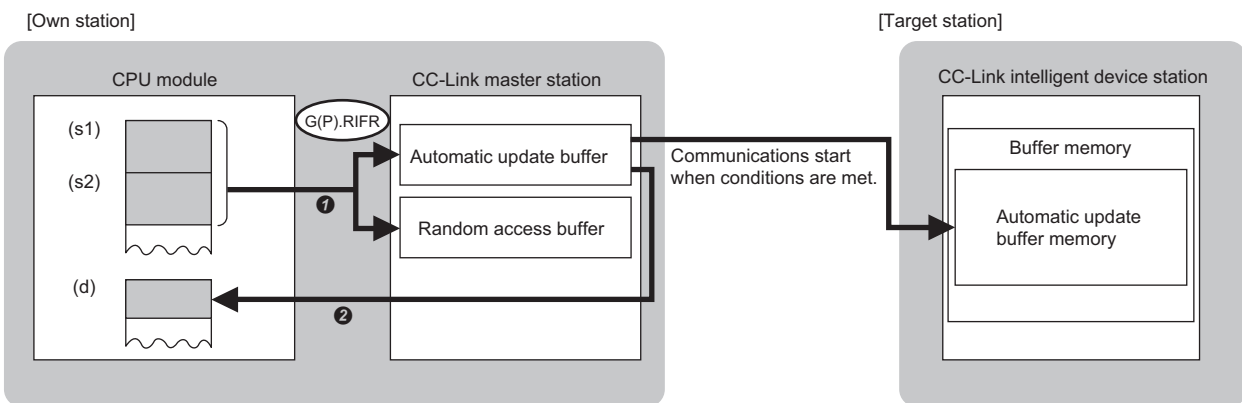 [Own station]
[Target station]
CPU module
CC-Link master station
CC-Link intelligent device station
(s1)
(s2)
(d)
G(P).RIFR
Automatic update buffer
Random access buffer
❶
❷
Communications start
when conditions are met.
Buffer memory
Automatic update
buffer memory